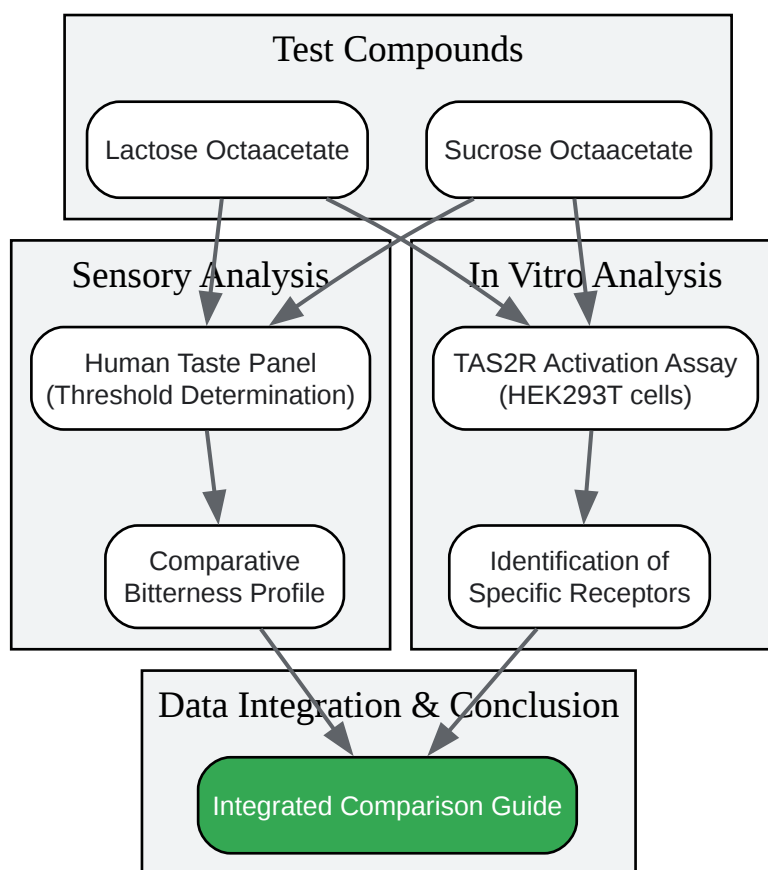 Test Compounds
Lactose Octaacetate
Sucrose Octaacetate
Sensory Analysis
In Vitro Analysis
Human Taste Panel
(Threshold Determination)
TAS2R Activation Assay
(HEK293T cells)
Comparative
Bitterness Profile
Identification of
Specific Receptors
Data Integration & Conclusion
Integrated Comparison Guide